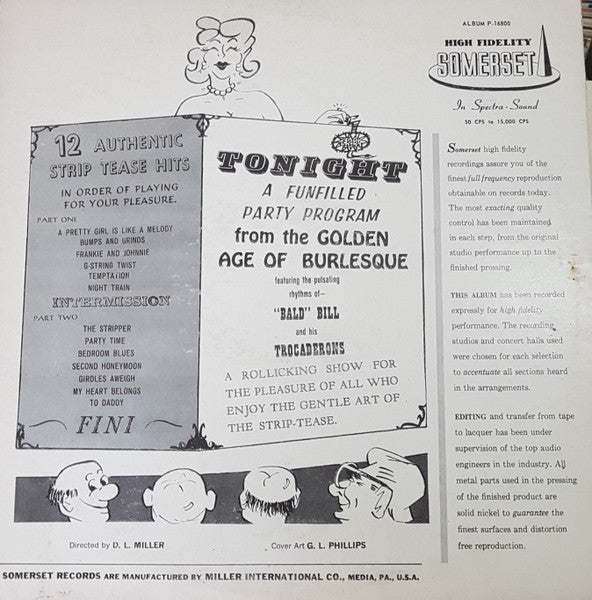 ALBUM P-16800
HIGH FIDELITY
SOMERSET
In Spectra - Sound
50 CPS TO 15,000 CPS
12 AUTHENTIC
STRIP TEASE HITS
IN ORDER OF PLAYING
FOR YOUR PLEASURE.
PART ONE
A PRETTY GIRL IS LIKE A MELODY
BUMPS AND GRINDS
FRANKIE AND JOHNNIE
G-STRING TWIST
TEMPTATION
NIGHT TRAIN
INTERMISSION
PART TWO
THE STRIPPER
PARTY TIME
BEDROOM BLUES
SECOND HONEYMOON
GIRDLES AWEIGH
MY HEART BELONGS
TO DADDY
FINI
TONIGHT
A FUNFILLED
PARTY PROGRAM
from the GOLDEN
AGE OF BURLESQUE
featuring the pulsating
rhythms of—
"BALD" BILL
and his
TROCADERONS
A ROLLICKING SHOW FOR
THE PLEASURE OF ALL WHO
ENJOY THE GENTLE ART OF
THE STRIP-TEASE.
Somerset high fidelity
recordings assure you of the
finest full frequency reproduction
obtainable on records today.
The most exacting quality
control has been maintained
in each step, from the original
studio performance up to the
finished pressing.
THIS ALBUM has been recorded
expressly for high fidelity
performance. The recording
studios and concert halls used
were chosen for each selection
to accentuate all sections heard
in the arrangements.
EDITING and transfer from tape
to lacquer has been under
supervision of the top audio
engineers in the industry. All
metal parts used in the pressing
of the finished product are
solid nickel to guarantee the
finest surfaces and distortion
free reproduction.
Directed by D. L. MILLER
Cover Art G. L. PHILLIPS
SOMERSET RECORDS ARE MANUFACTURED BY MILLER INTERNATIONAL CO., MEDIA, PA., U.S.A.